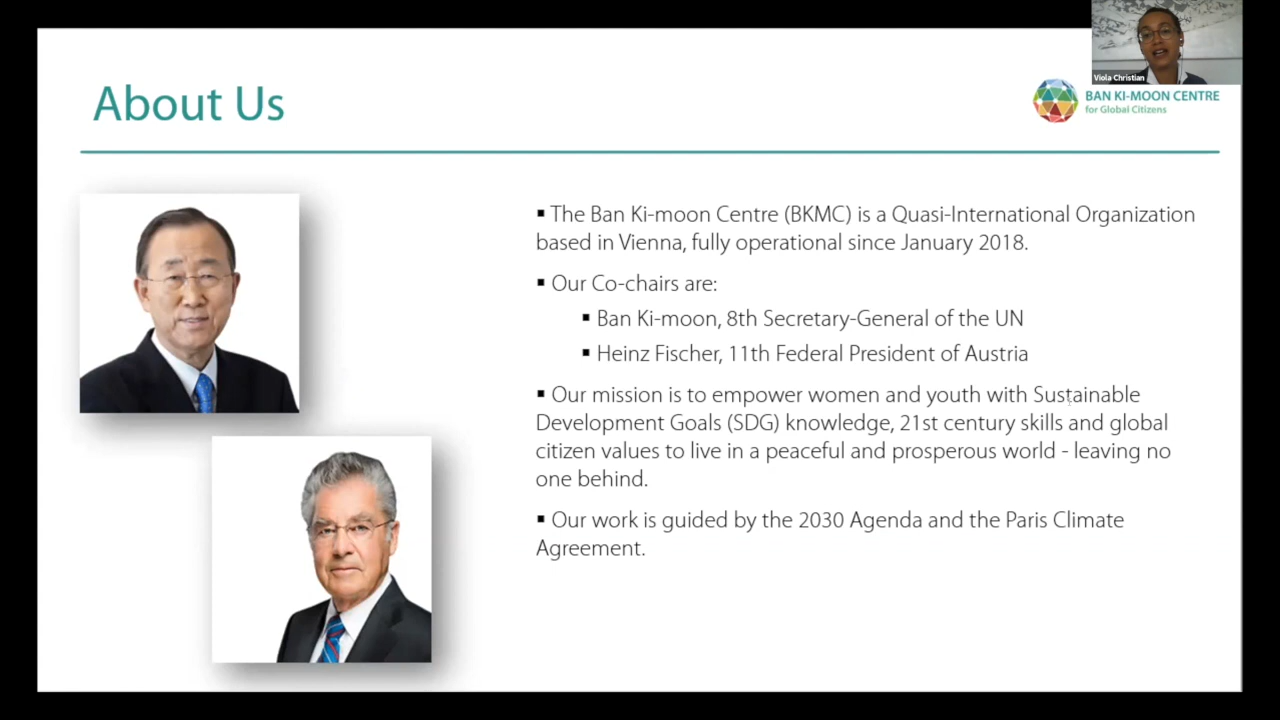 Viola Christian
About Us
BAN KI-MOON CENTRE
for Global Citizens
▪ The Ban Ki-moon Centre (BKMC) is a Quasi-International Organization
based in Vienna, fully operational since January 2018.
▪ Our Co-chairs are:
▪ Ban Ki-moon, 8th Secretary-General of the UN
▪ Heinz Fischer, 11th Federal President of Austria
▪ Our mission is to empower women and youth with Sustainable
Development Goals (SDG) knowledge, 21st century skills and global
citizen values to live in a peaceful and prosperous world - leaving no
one behind.
▪ Our work is guided by the 2030 Agenda and the Paris Climate
Agreement.